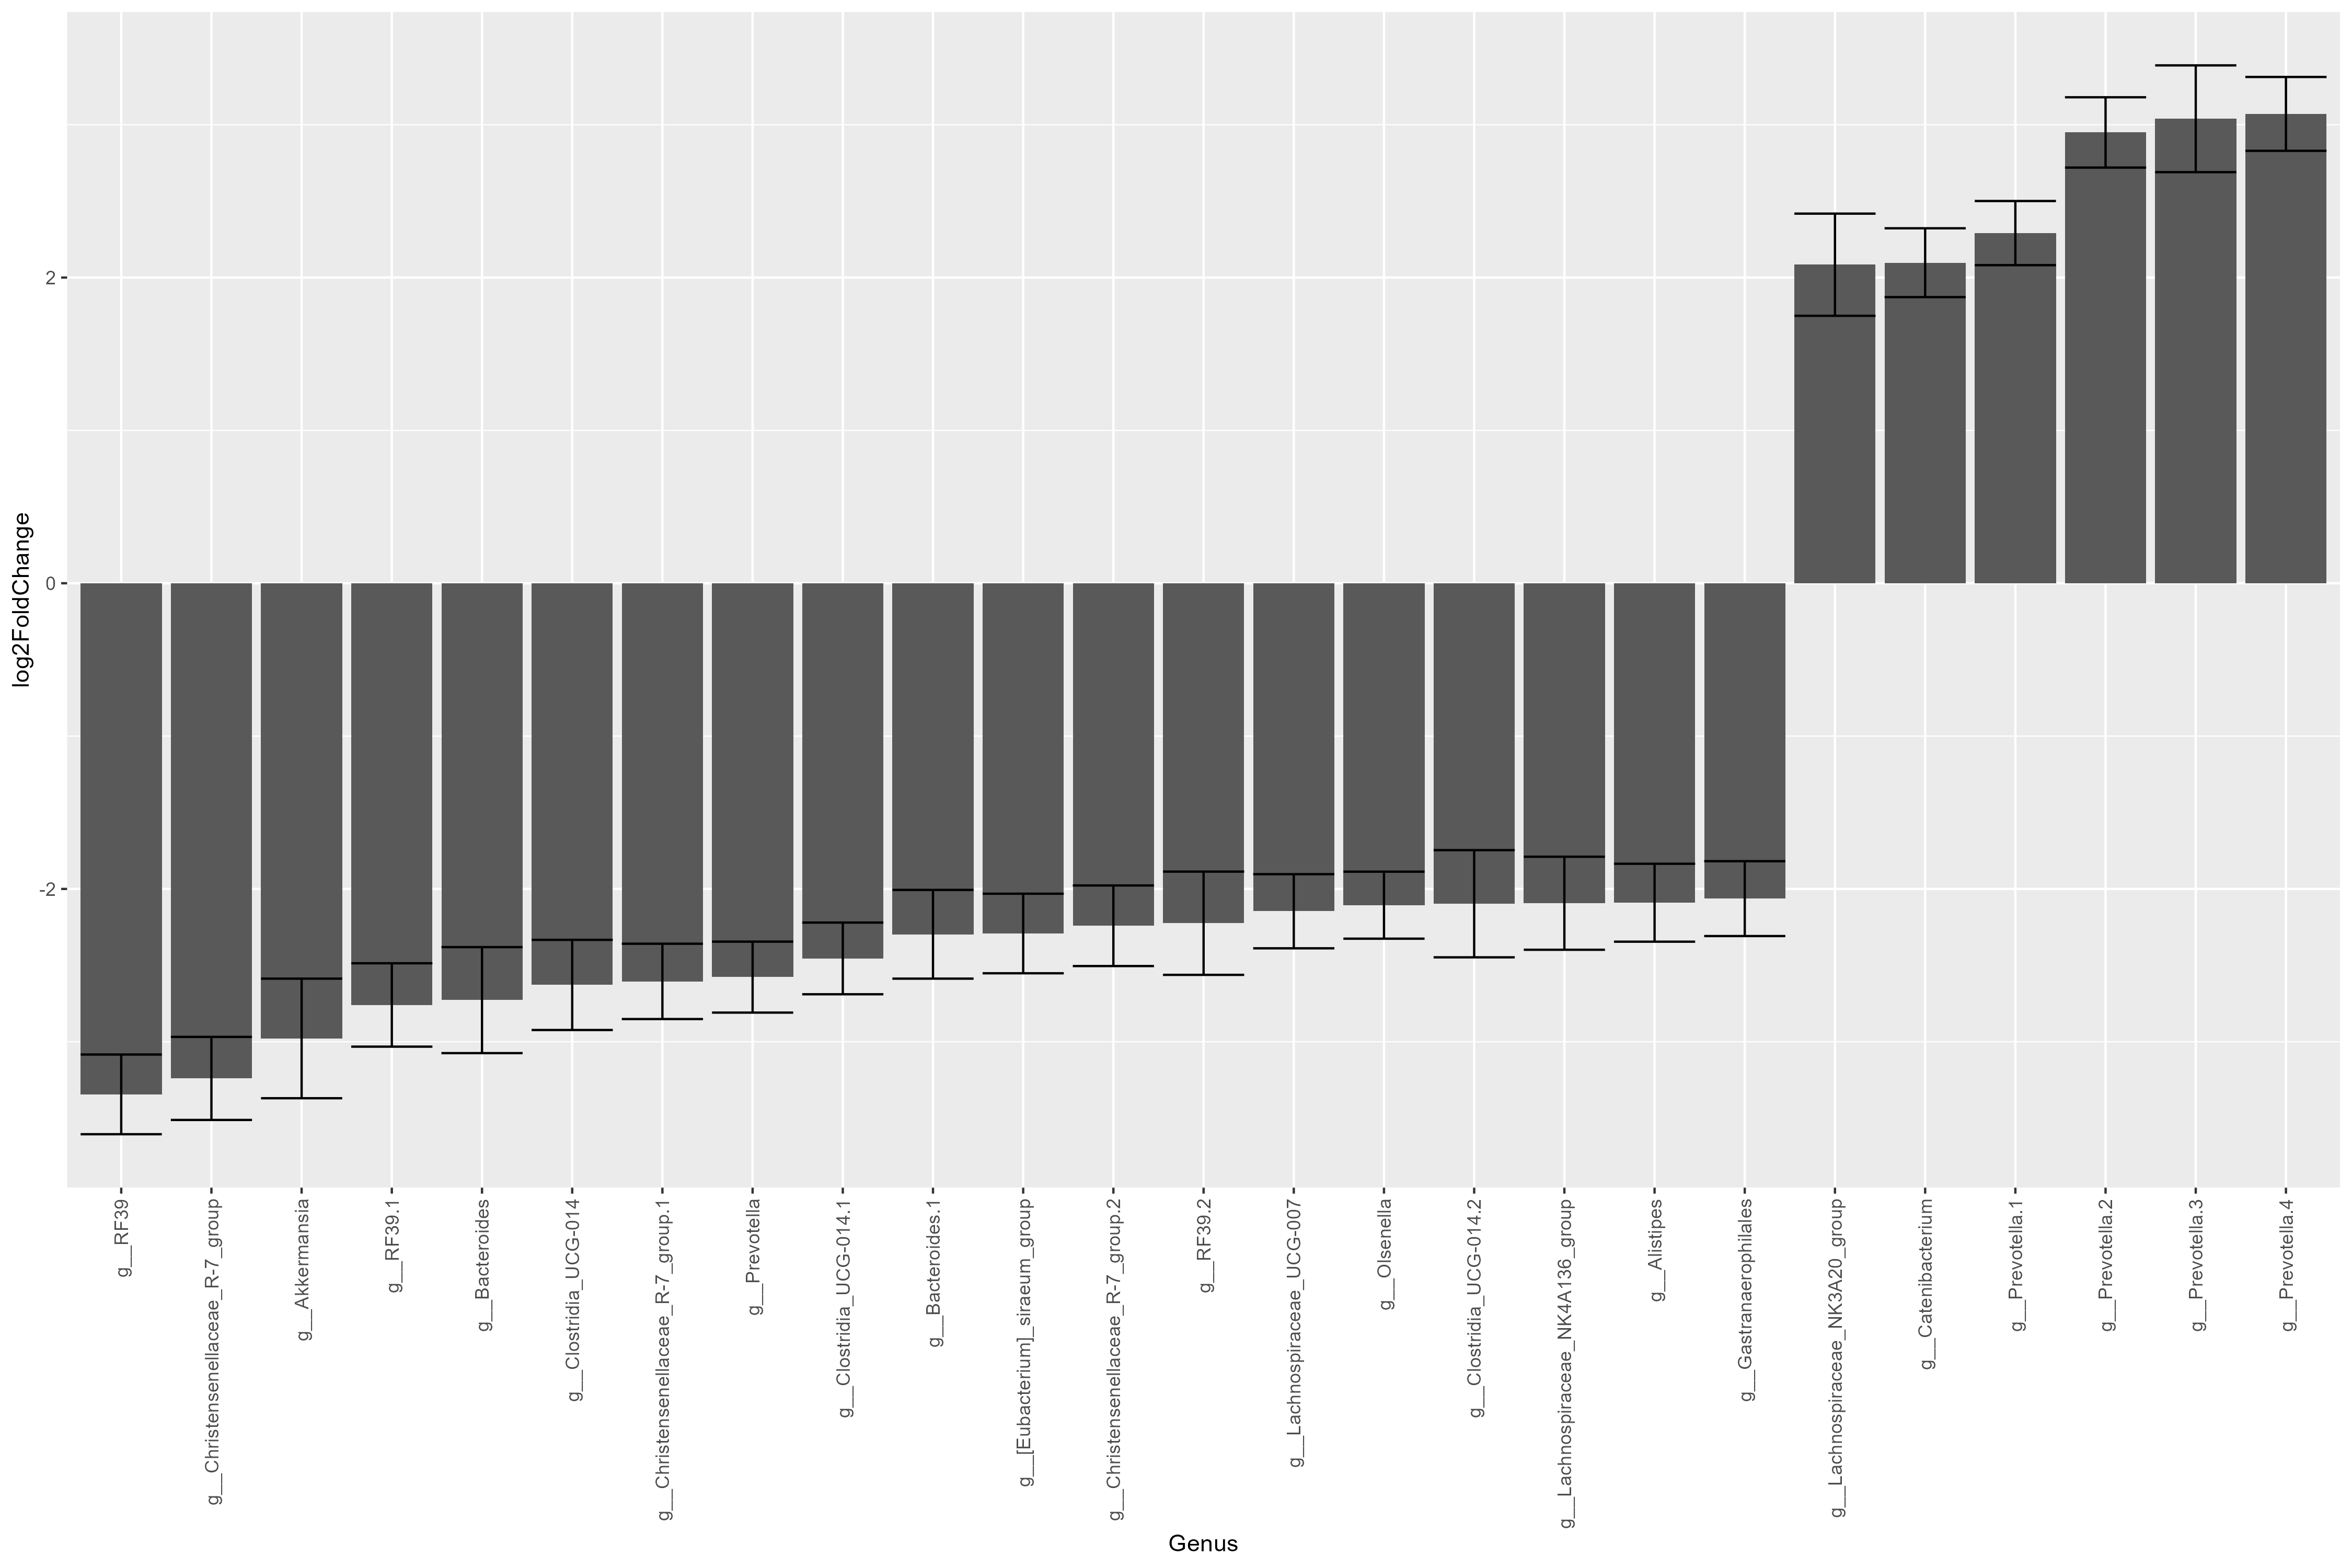 log2FoldChange
2
0
-2
g__RF39
g__Christensenellaceae_R-7_group
g__Akkermansia
g__RF39.1
g__Bacteroides
g__Clostridia_UCG-014
g__Christensenellaceae_R-7_group.1
g__Prevotella
g__Clostridia_UCG-014.1
g__Bacteroides.1
g__[Eubacterium]_siraeum_group
g__Christensenellaceae_R-7_group.2
g__RF39.2
g__Lachnospiraceae_UCG-007
g__Olsenella
g__Clostridia_UCG-014.2
g__Lachnospiraceae_NK4A136_group
g__Alistipes
g__Gastranaerophilales
g__Lachnospiraceae_NK3A20_group
g__Catenibacterium
g__Prevotella.1
g__Prevotella.2
g__Prevotella.3
g__Prevotella.4
Genus